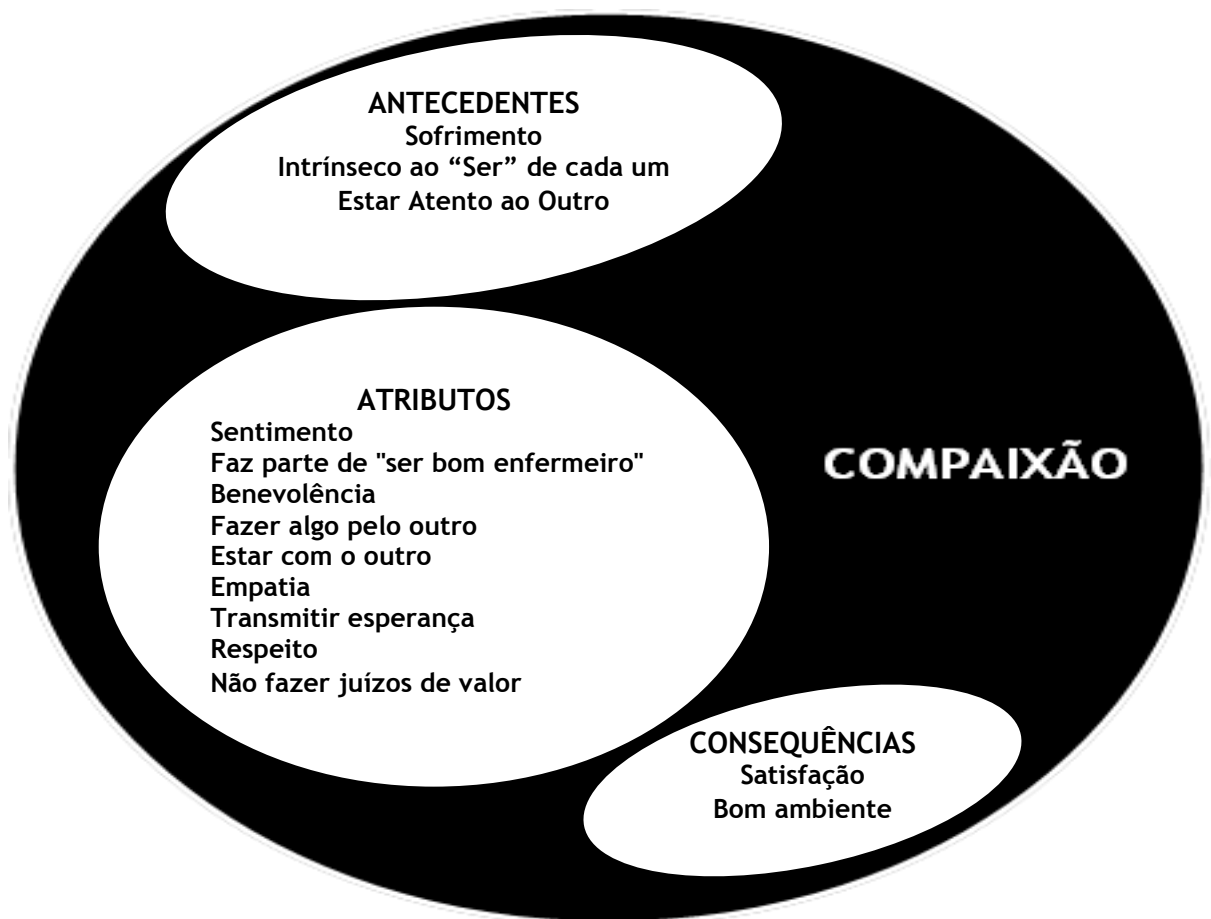 ANTECEDENTES
Sofrimento
Intrínseco ao “Ser” de cada um
Estar Atento ao Outro
ATRIBUTOS
Sentimento
Faz parte de "ser bom enfermeiro"
Benevolência
Fazer algo pelo outro
Estar com o outro
Empatia
Transmitir esperança
Respeito
Não fazer juízos de valor
COMPAIXÃO
CONSEQUÊNCIAS
Satisfação
Bom ambiente